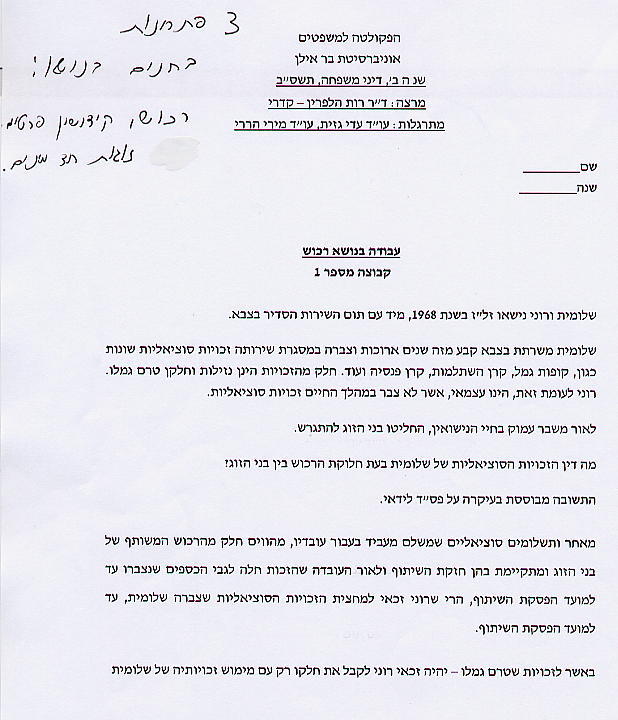 3 פתרונות
בחנים בנושא:
רכוש, קידושין פרטיים,
זוגות חד מינים.
הפקולטה למשפטים
אוניברסיטת בר אילן
שנה ב', דיני משפחה, תשס"ב
מרצה: ד"ר רות הלפרין – קדרי
מתרגלות: עו"ד עדי גזית, עו"ד מירי הררי
שם________
שנה________
עבודה בנושא רכוש
קבוצה מספר 1
שלומית ורוני נישאו זל"ז בשנת 1968, מיד עם תום השירות הסדיר בצבא.
שלומית משרתת בצבא קבע מזה שנים ארוכות וצברה במסגרת שירותה זכויות סוציאליות שונות
כגון, קופות גמל, קרן השתלמות, קרן פנסיה ועוד. חלק מהזכויות הינן נזילות וחלקן טרם גמלו.
רוני לעומת זאת, הינו עצמאי, אשר לא צבר במהלך החיים זכויות סוציאליות.
לאור משבר עמוק בחיי הנישואין, החליטו בני הזוג להתגרש.
מה דין הזכויות הסוציאליות של שלומית בעת חלוקת הרכוש בין בני הזוג?
התשובה מבוססת בעיקרה על פס"ד לידאי.
מאחר ותשלומים סוציאליים שמשלם מעביד בעבור עובדיו, מהווים חלק מהרכוש המשותף של
בני הזוג ומתקיימת בהן חזקת השיתוף ולאור העובדה שהזכות חלה לגבי הכספים שנצברו עד
למועד הפסקת השיתוף, הרי שרוני זכאי למחצית הזכויות הסוציאליות שצברה שלומית, עד
למועד הפסקת השיתוף.
באשר לזכויות שטרם גמלו – יהיה זכאי רוני לקבל את חלקו רק עם מימוש זכויותיה של שלומית